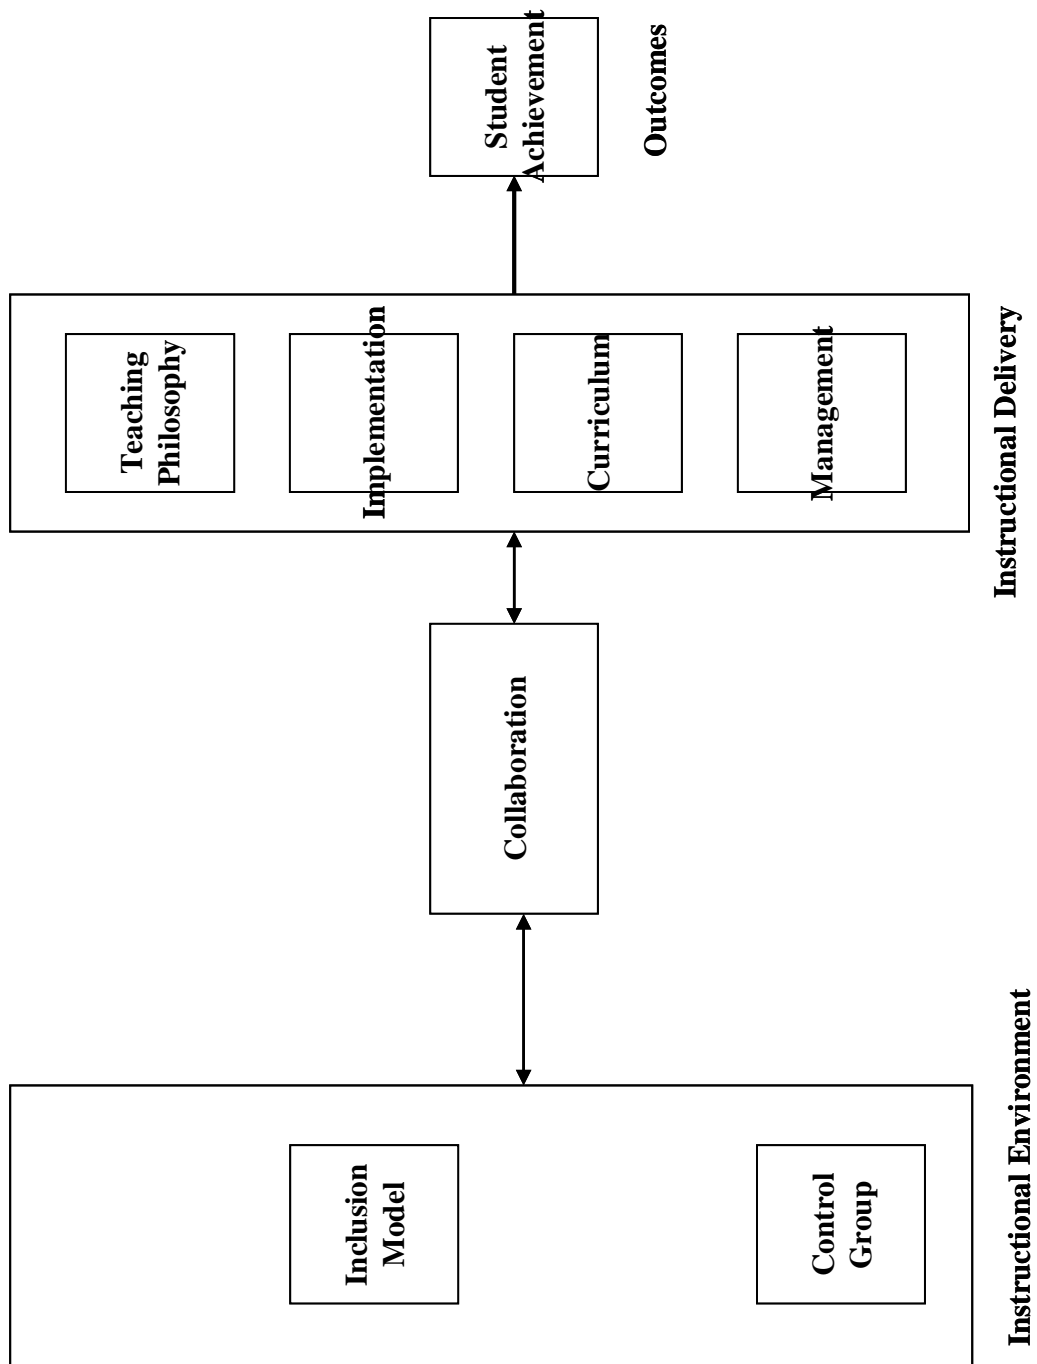 Inclusion
Model
Control
Group
Instructional Environment
Collaboration
Teaching
Philosophy
Implementation
Curriculum
Management
Instructional Delivery
Student
Achievement
Outcomes